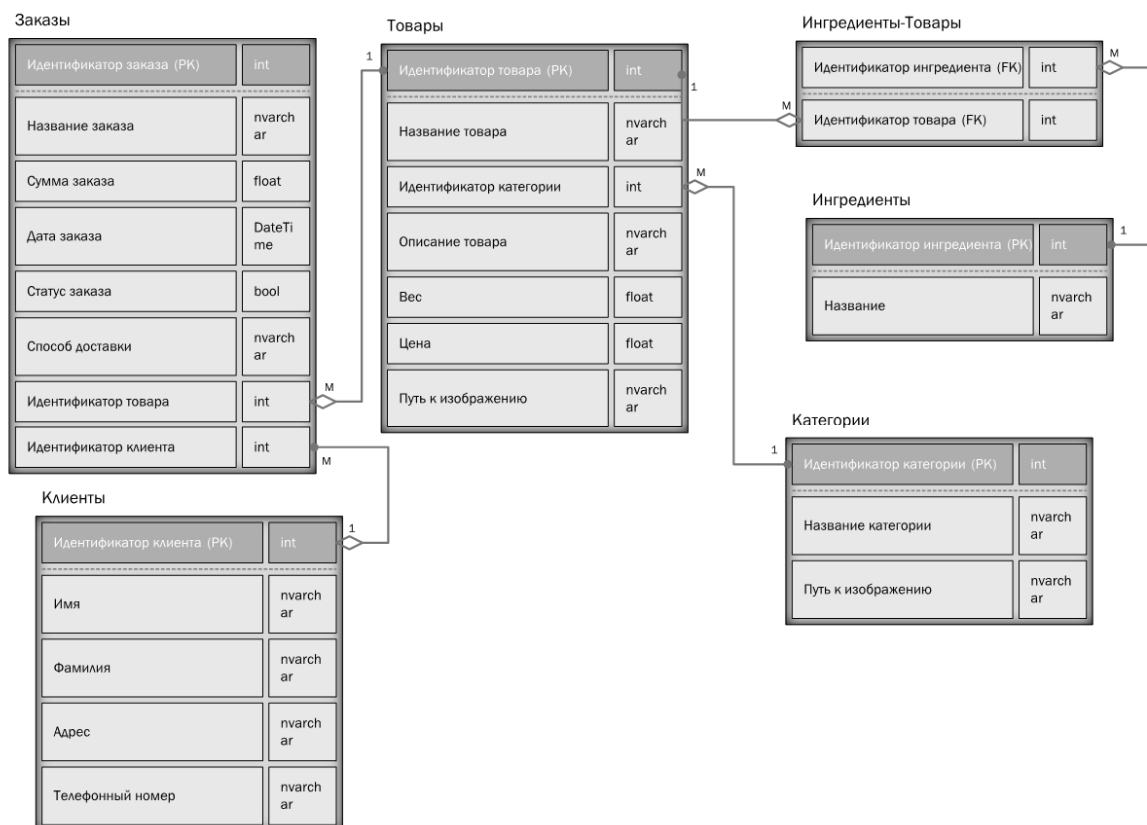 Заказы
Идентификатор заказа (PK) int
Название заказа nvarch
ar
Сумма заказа float
Дата заказа DateTi
me
Статус заказа bool
Способ доставки nvarch
ar
Идентификатор товара int
Идентификатор клиента int
M
M
Товары
1
Идентификатор товара (PK) int
1
Название товара nvarch
ar
Идентификатор категории int
M
Описание товара nvarch
ar
Вес float
Цена float
Путь к изображению nvarch
ar
Ингредиенты-Товары
Идентификатор ингредиента (FK) int
M
M
Идентификатор товара (FK) int
Ингредиенты
Идентификатор ингредиента (PK) int
1
Название nvarch
ar
Категории
1
Идентификатор категории (PK) int
Название категории nvarch
ar
Путь к изображению nvarch
ar
Клиенты
1
Идентификатор клиента (PK) int
Имя nvarch
ar
Фамилия nvarch
ar
Адрес nvarch
ar
Телефонный номер nvarch
ar